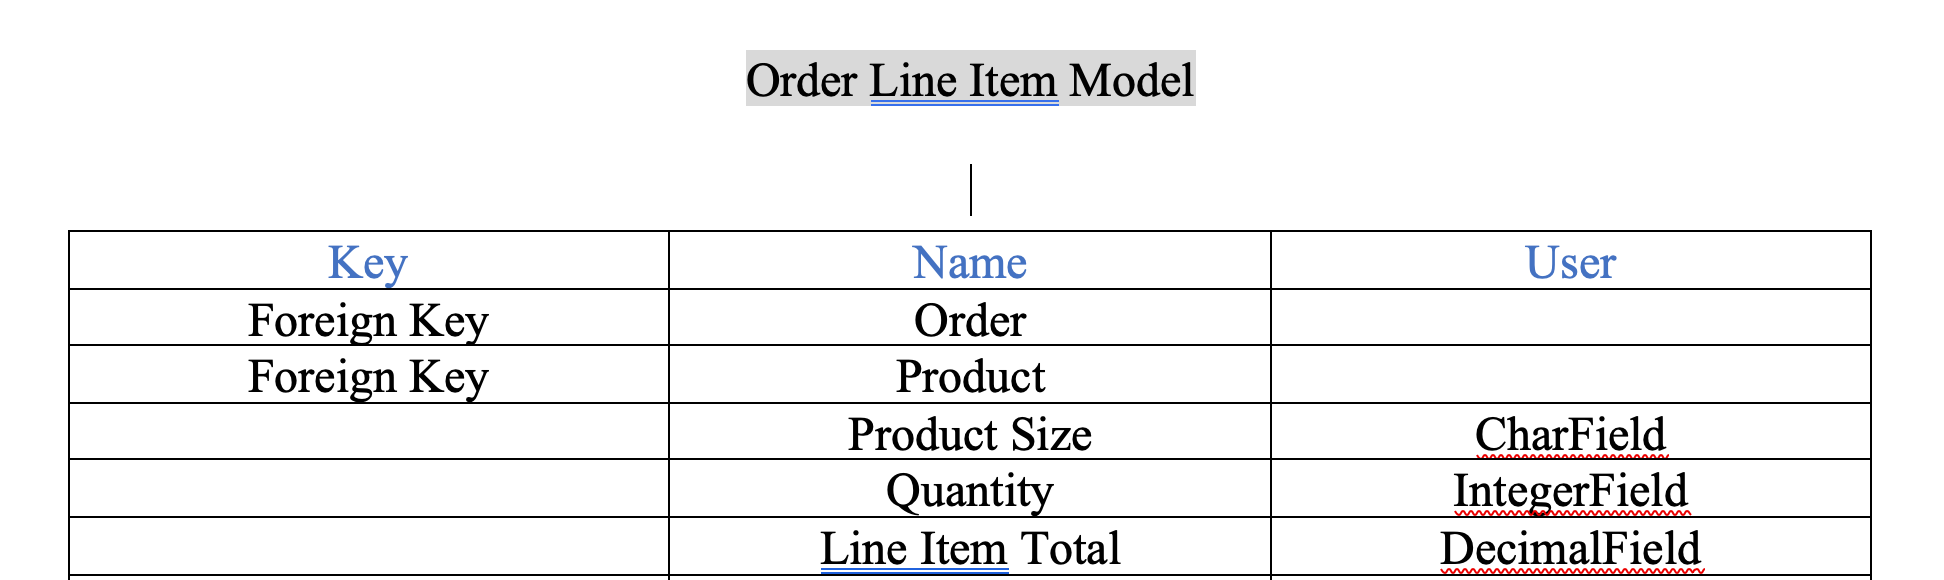 Order Line Item Model
Key Name User
Foreign Key Order
Foreign Key Product
Product Size CharField
Quantity IntegerField
Line Item Total DecimalField